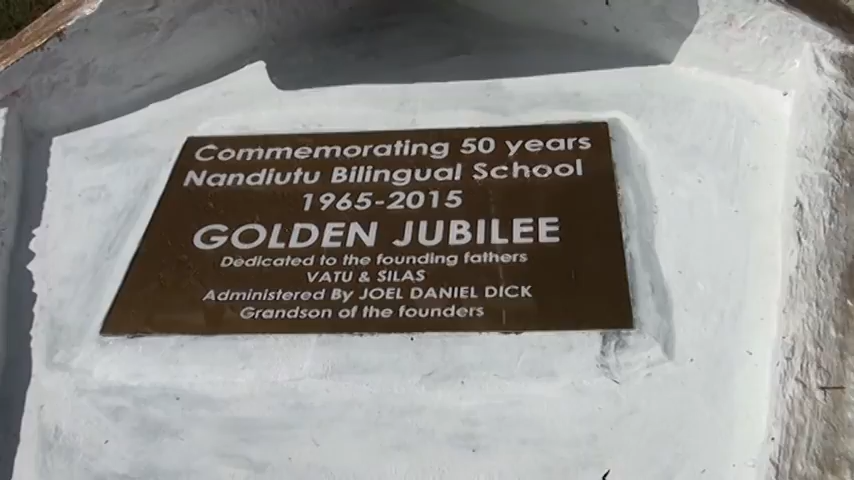 Commemorating 50 years
Nandiutu Bilingual School
1965-2015
GOLDEN JUBILEE
Dedicated to the founding fathers
VATU & SILAS
Administered By JOEL DANIEL DICK
Grandson of the founders